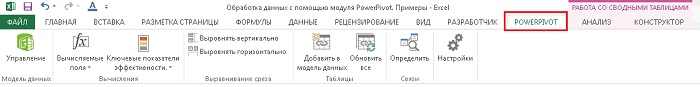 Обработка данных с помощью модуля PowerPivot. Примеры - Excel
РАБОТА СО СВОДНЫМИ ТАБЛИЦАМИ
ФАЙЛ ГЛАВНАЯ ВСТАВКА РАЗМЕТКА СТРАНИЦЫ ФОРМУЛЫ ДАННЫЕ РЕЦЕНЗИРОВАНИЕ ВИД РАЗРАБОТЧИК POWERPIVOT АНАЛИЗ КОНСТРУКТОР
Управление
Модель данных
Вычисляемые поля
Ключевые показатели эффективности.
Вычисления
Выровнять вертикально
Выровнять горизонтально
Выравнивание среза
Добавить в модель данных
Обновить все
Таблицы
Определить
Связи
Настройки